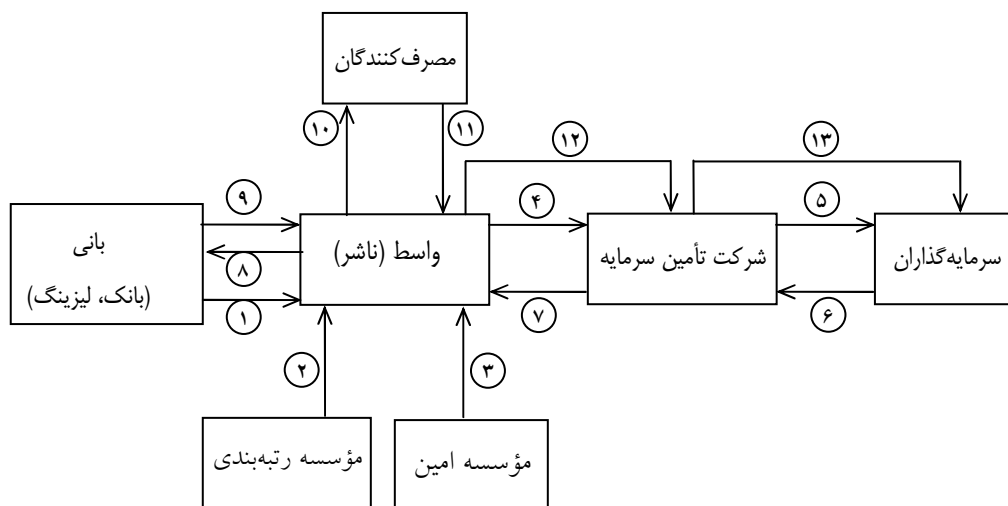 مصرف‌کنندگان
۱۰
۱۱
۱۲
۱۳
۹
۴
۵
بانی
(بانک، لیزینگ)
واسط (ناشر)
شرکت تأمین سرمایه
سرمایه‌گذاران
۸
۱
۷
۶
۲
۳
مؤسسه رتبه‌بندی
مؤسسه امین